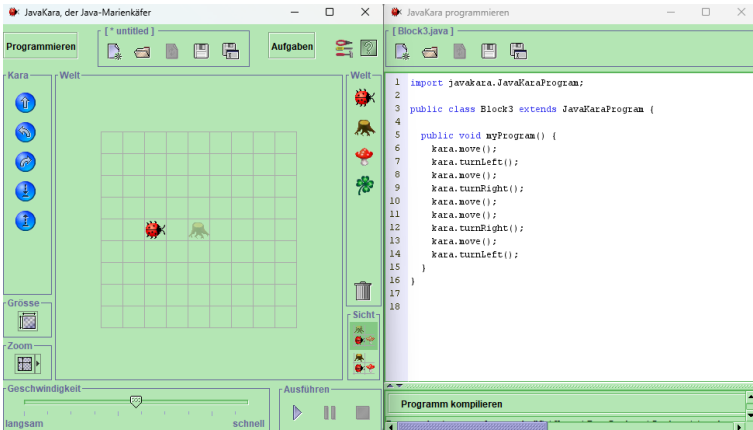 JavaKara, der Java-Marienkäfer
Programmieren
[ * untitled ]
Aufgaben
Kara
Welt
Welt
Grösse
Zoom
Sicht
Geschwindigkeit
langsam
schnell
Ausführen
JavaKara programmieren
[ Block3.java ]
1 import javakara.JavaKaraProgram;
2
3 public class Block3 extends JavaKaraProgram {
4
5 public void myProgram() {
6 kara.move();
7 kara.turnLeft();
8 kara.move();
9 kara.turnRight();
10 kara.move();
11 kara.move();
12 kara.turnRight();
13 kara.move();
14 kara.turnLeft();
15 }
16 }
17
18
Programm kompilieren